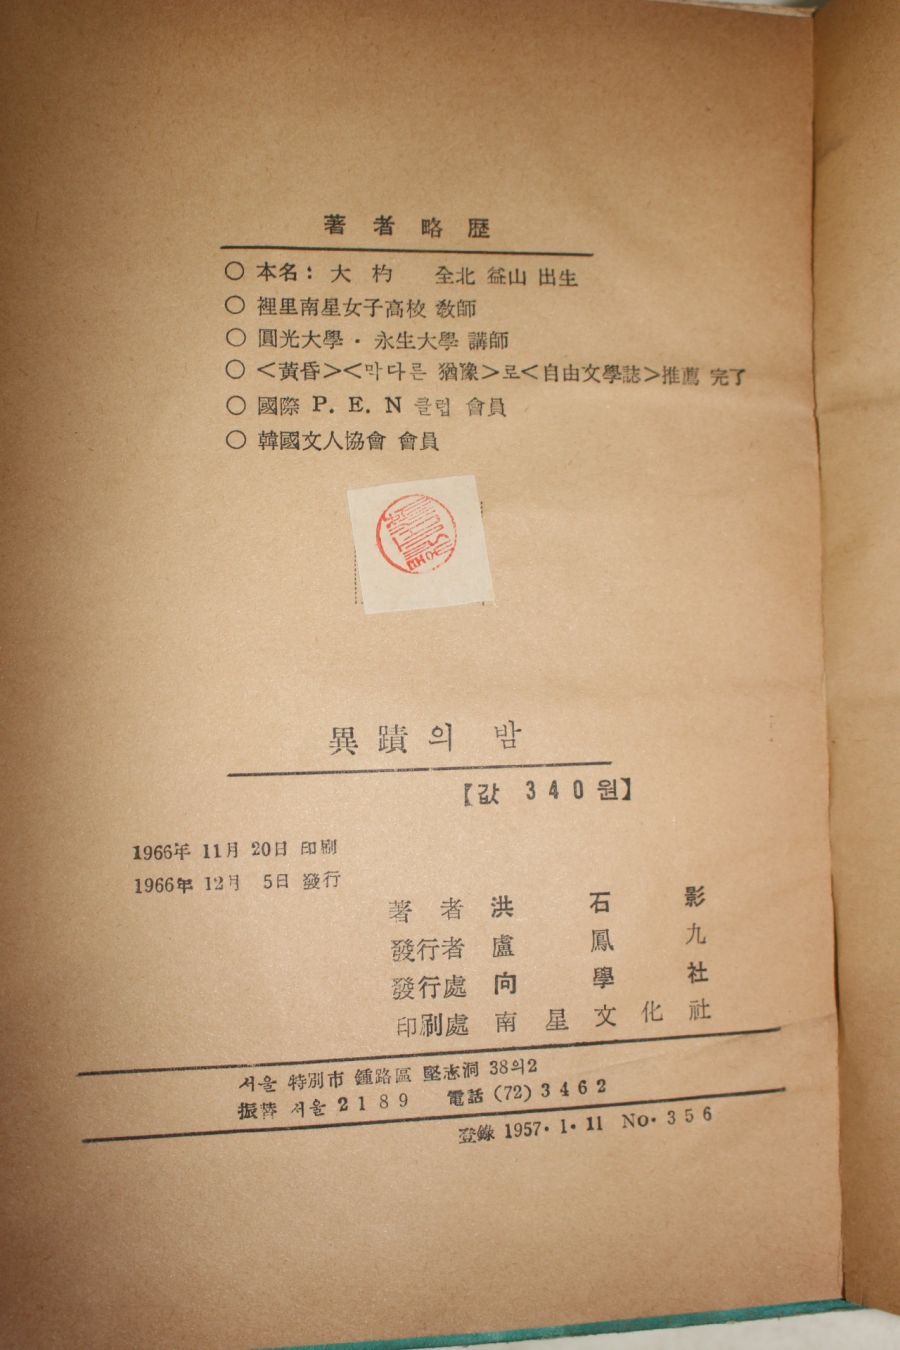 著者略歷
○ 本名: 大杓 全北 益山 出生
○ 裡里南星女子高校 敎師
○ 圓光大學・永生大學 講師
○ <黃昏><막다른 猶豫>로<自由文學誌>推薦 完了
○ 國際 P. E. N 클럽 會員
○ 韓國文人協會 會員
異蹟의 밤
【값 340원】
1966年 11月 20日 印刷
1966年 12月 5日 發行
著者 洪石影
發行者 盧鳳九
發行處 向學社
印刷處 南星文化社
서울 特別市 鍾路區 堅志洞 38의2
振替 서울 2189 電話 (72) 3462
登錄 1957. 1. 11 No. 356